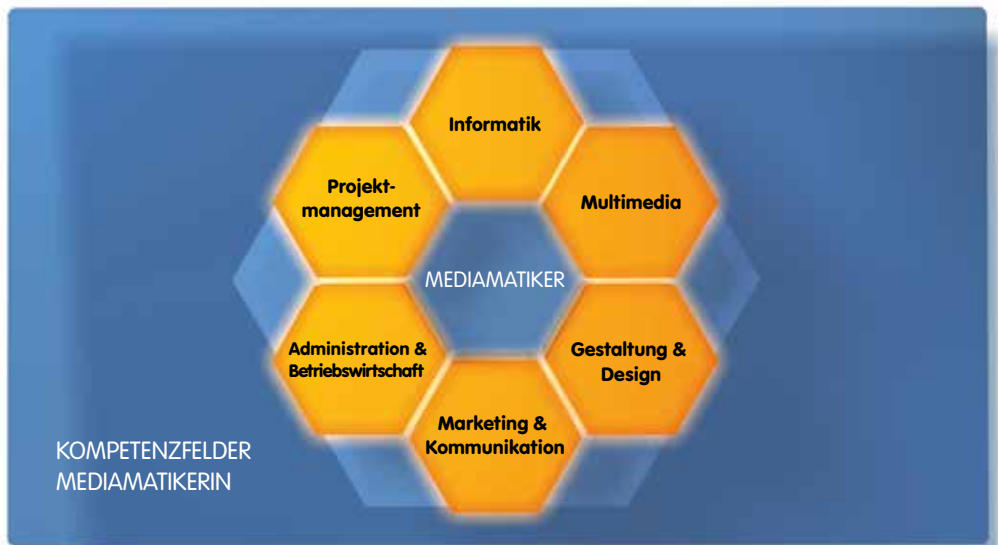 Informatik
Projekt-
management
Multimedia
MEDIAMATIKER
Administration &
Betriebswirtschaft
Gestaltung &
Design
Marketing &
Kommunikation
KOMPETENZFELDER
MEDIAMATIKERIN